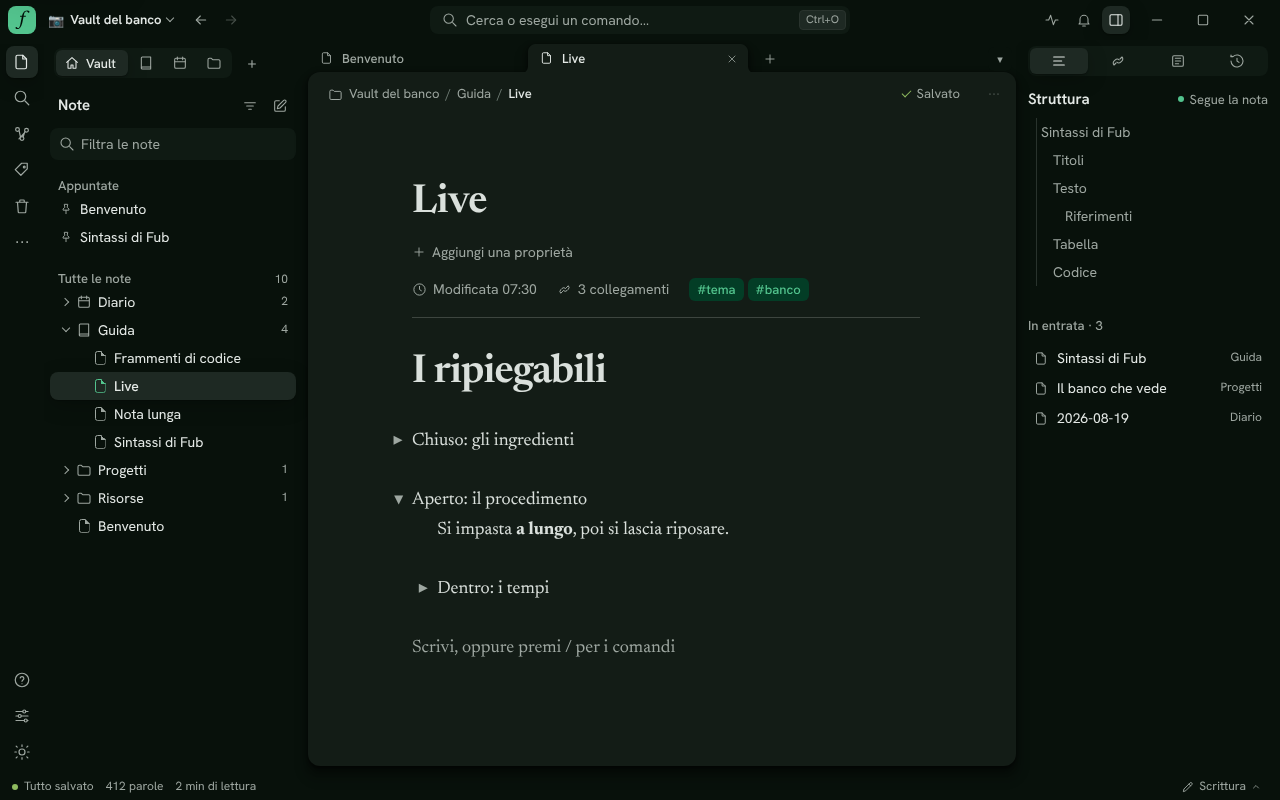 f
Vault del banco
Cerca o esegui un comando...
Ctrl+O
Vault
Benvenuto
Live
Note
Filtra le note
Appuntate
Benvenuto
Sintassi di Fub
Tutte le note 10
Diario 2
Guida 4
Frammenti di codice
Live
Nota lunga
Sintassi di Fub
Progetti 1
Risorse 1
Benvenuto
Vault del banco / Guida / Live
Salvato
Live
Aggiungi una proprietà
Modificata 07:30 3 collegamenti #tema #banco
I ripiegabili
Chiuso: gli ingredienti
Aperto: il procedimento
Si impasta a lungo, poi si lascia riposare.
Dentro: i tempi
Scrivi, oppure premi / per i comandi
Struttura
Segue la nota
Sintassi di Fub
Titoli
Testo
Riferimenti
Tabella
Codice
In entrata · 3
Sintassi di Fub Guida
Il banco che vede Progetti
2026-08-19 Diario
Tutto salvato 412 parole 2 min di lettura
Scrittura